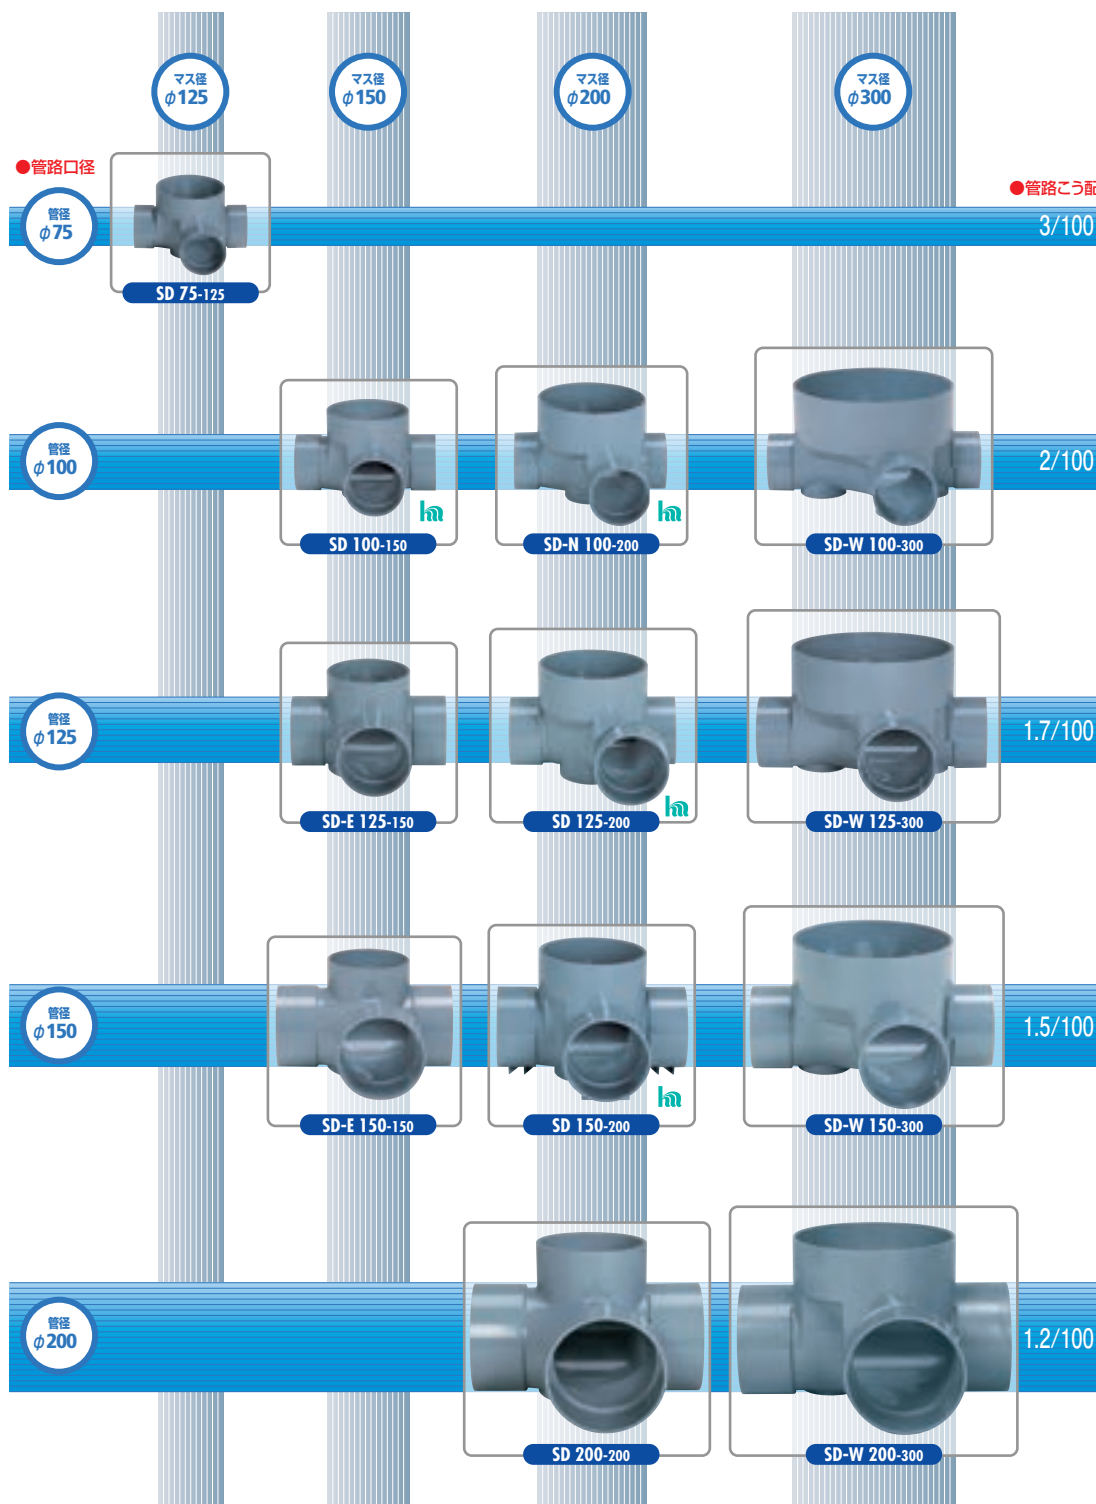 マス径
φ125
マス径
φ150
マス径
φ200
マス径
φ300
●管路口径
●管路こう配
管径
φ75
3/100
SD 75-125
管径
φ100
2/100
SD 100-150
SD-N 100-200
SD-W 100-300
管径
φ125
1.7/100
SD-E 125-150
SD 125-200
SD-W 125-300
管径
φ150
1.5/100
SD-E 150-150
SD 150-200
SD-W 150-300
管径
φ200
1.2/100
SD 200-200
SD-W 200-300